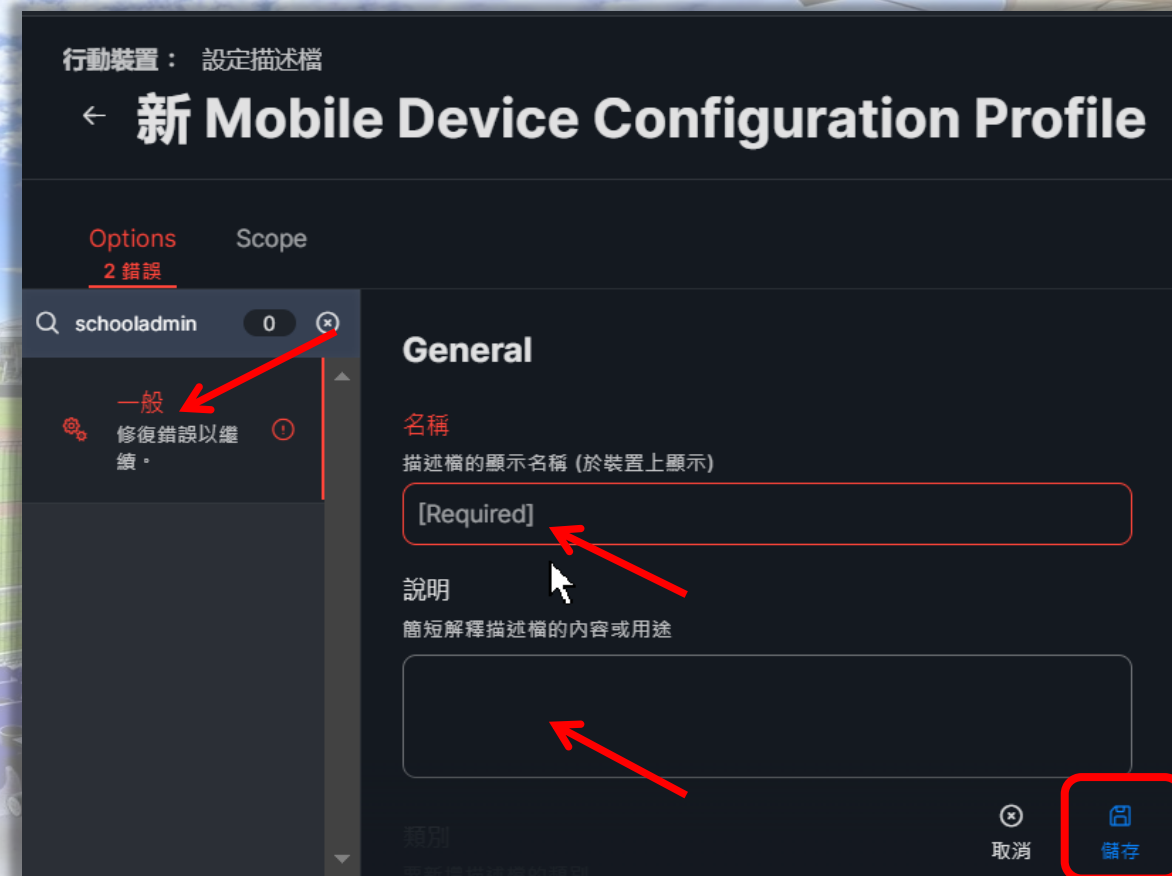 行動裝置： 設定描述檔
← 新 Mobile Device Configuration Profile
Options Scope
2 錯誤
schooladmin 0
General
一般
修復錯誤以繼
續。
名稱
描述檔的顯示名稱 (於裝置上顯示)
[Required]
說明
簡短解釋描述檔的內容或用途
類別
取消 儲存